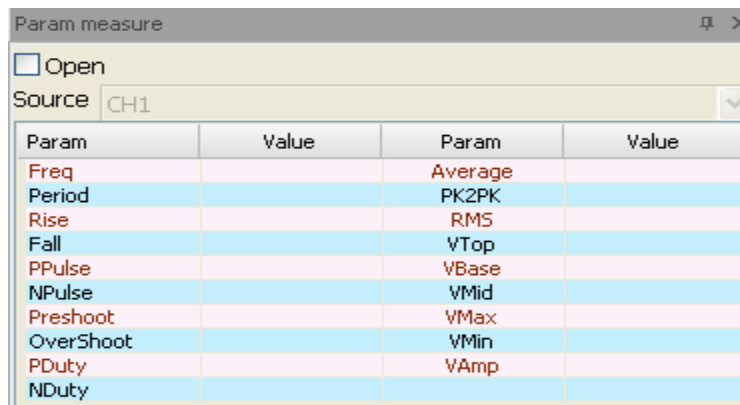 Param measure
Open
Source CH1
Param Value Param Value
Freq Average
Period PK2PK
Rise RMS
Fall VTop
PPulse VBase
NPulse VMid
Preshoot VMax
OverShoot VMin
PDuty VAmp
NDuty